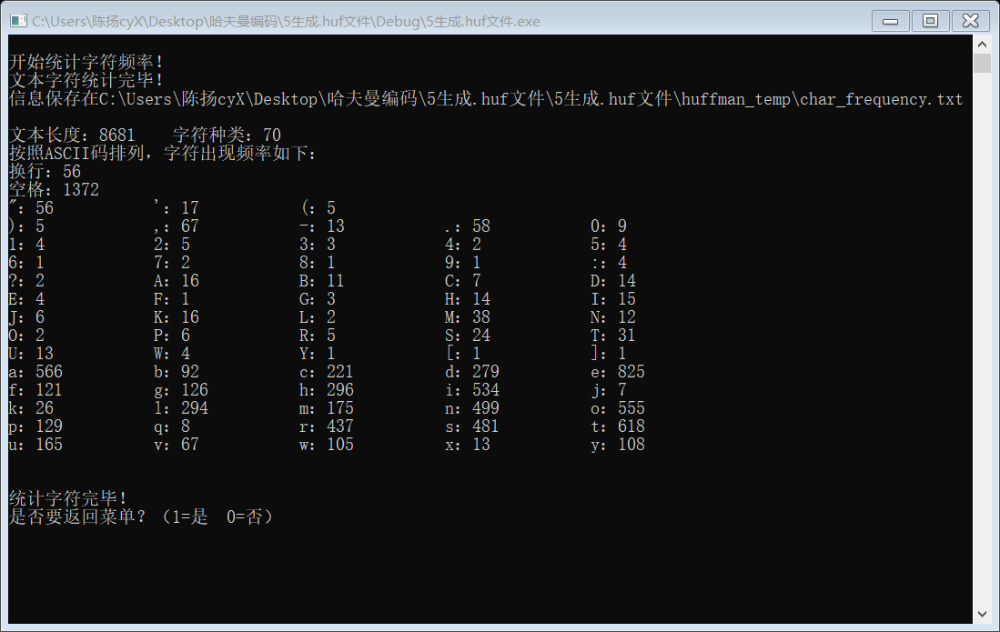 C:\Users\陈扬cyX\Desktop\哈夫曼编码\5生成.huf文件\Debug\5生成.huf文件.exe
开始统计字符频率！
文本字符统计完毕！
信息保存在C:\Users\陈扬cyX\Desktop\哈夫曼编码\5生成.huf文件\5生成.huf文件\huffman_temp\char_frequency.txt
文本长度：8681    字符种类：70
按照ASCII码排列，字符出现频率如下：
换行：56
空格：1372
"：56 '：17 (：5
)：5 ,：67 -：13 .：58 0：9
1：4 2：5 3：3 4：2 5：4
6：1 7：2 8：1 9：1 :：4
?：2 A：16 B：11 C：7 D：14
E：4 F：1 G：3 H：14 I：15
J：6 K：16 L：2 M：38 N：12
O：2 P：6 R：5 S：24 T：31
U：13 W：4 Y：1 [：1 ]：1
a：566 b：92 c：221 d：279 e：825
f：121 g：126 h：296 i：534 j：7
k：26 l：294 m：175 n：499 o：555
p：129 q：8 r：437 s：481 t：618
u：165 v：67 w：105 x：13 y：108
统计字符完毕！
是否要返回菜单？（1=是  0=否）